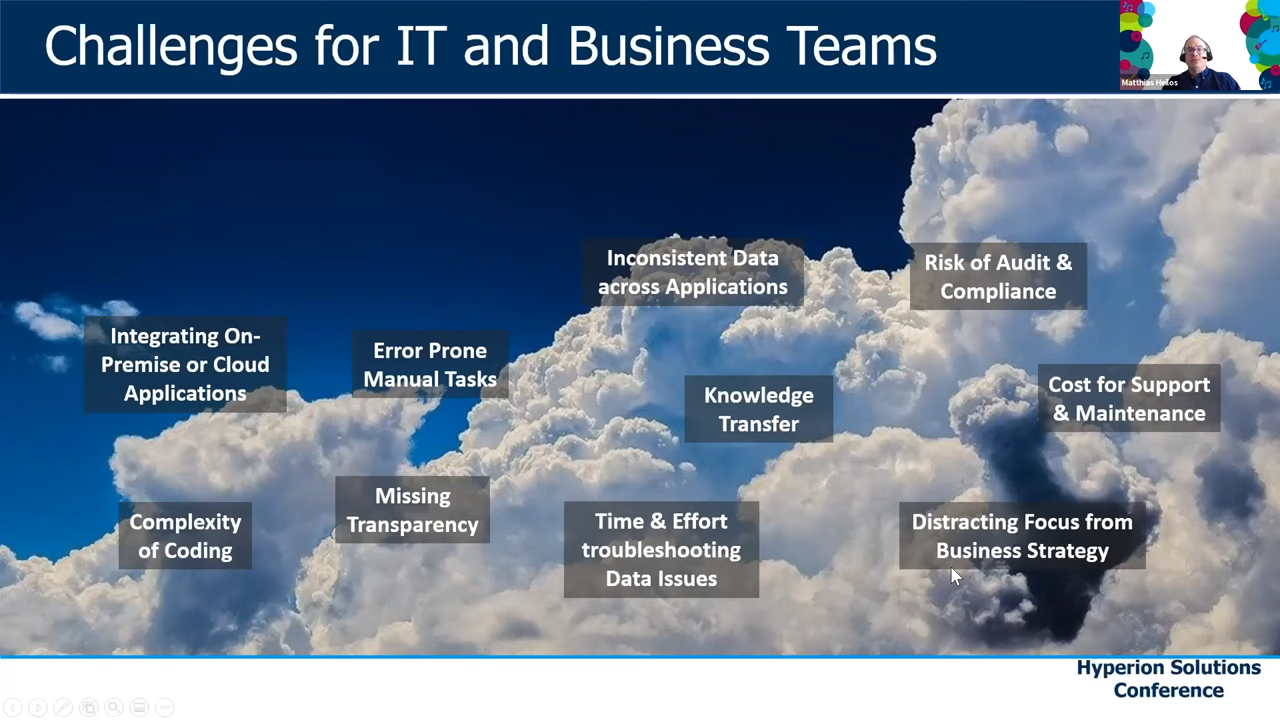 Challenges for IT and Business Teams
Matthias Heilos
Inconsistent Data
across Applications
Risk of Audit &
Compliance
Integrating On-
Premise or Cloud
Applications
Error Prone
Manual Tasks
Knowledge
Transfer
Cost for Support
& Maintenance
Missing
Transparency
Complexity
of Coding
Time & Effort
troubleshooting
Data Issues
Distracting Focus from
Business Strategy
Hyperion Solutions
Conference